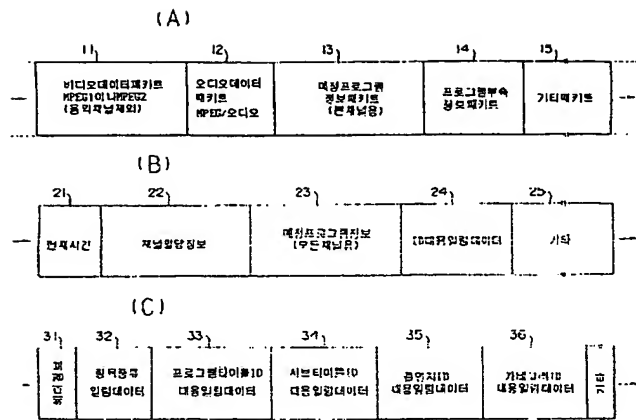 (A)
11 12 13 14 15
비디오데이터패키트
MPEG1이나MPEG2
(음악채널제외)
오디오데이터
패키트
MPEG/오디오
예정프로그램
정보패키트
(본채널용)
프로그램부속
정보패키트
기타패키트
(B)
21 22 23 24 25
현재시간
채널할당정보
예정프로그램정보
(모든채널용)
ID대응일람데이터
기타
(C)
31 32 33 34 35 36
일람데이터
프로그램타이틀ID
대응일람데이터
서브타이틀ID
대응일람데이터
출연자ID
대응일람데이터
대응일람데이터
기타